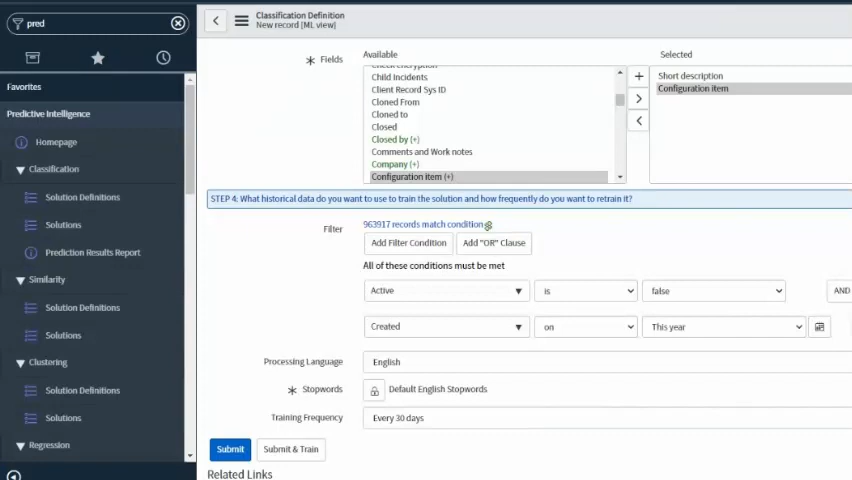 pred
Favorites
Predictive Intelligence
Homepage
Classification
Solution Definitions
Solutions
Prediction Results Report
Similarity
Solution Definitions
Solutions
Clustering
Solution Definitions
Solutions
Regression
Classification Definition
New record [ML view]
Fields
Available
Check encryption
Child Incidents
Client Record Sys ID
Cloned From
Cloned to
Closed
Closed by (+)
Comments and Work notes
Company (+)
Configuration item (+)
Selected
Short description
Configuration item
STEP 4: What historical data do you want to use to train the solution and how frequently do you want to retrain it?
Filter
963917 records match condition
Add Filter Condition Add "OR" Clause
All of these conditions must be met
Active is false AND
Created on This year
Processing Language English
Stopwords Default English Stopwords
Training Frequency Every 30 days
Submit Submit & Train
Related Links